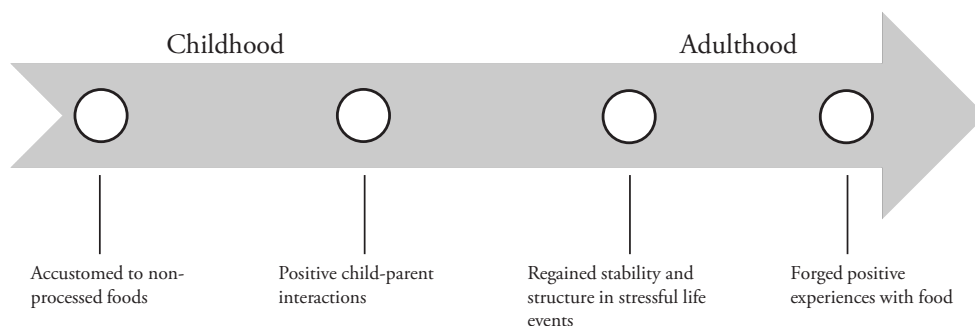 Childhood
Adulthood
Accustomed to non-
processed foods
Positive child-parent
interactions
Regained stability and
structure in stressful life
events
Forged positive
experiences with food